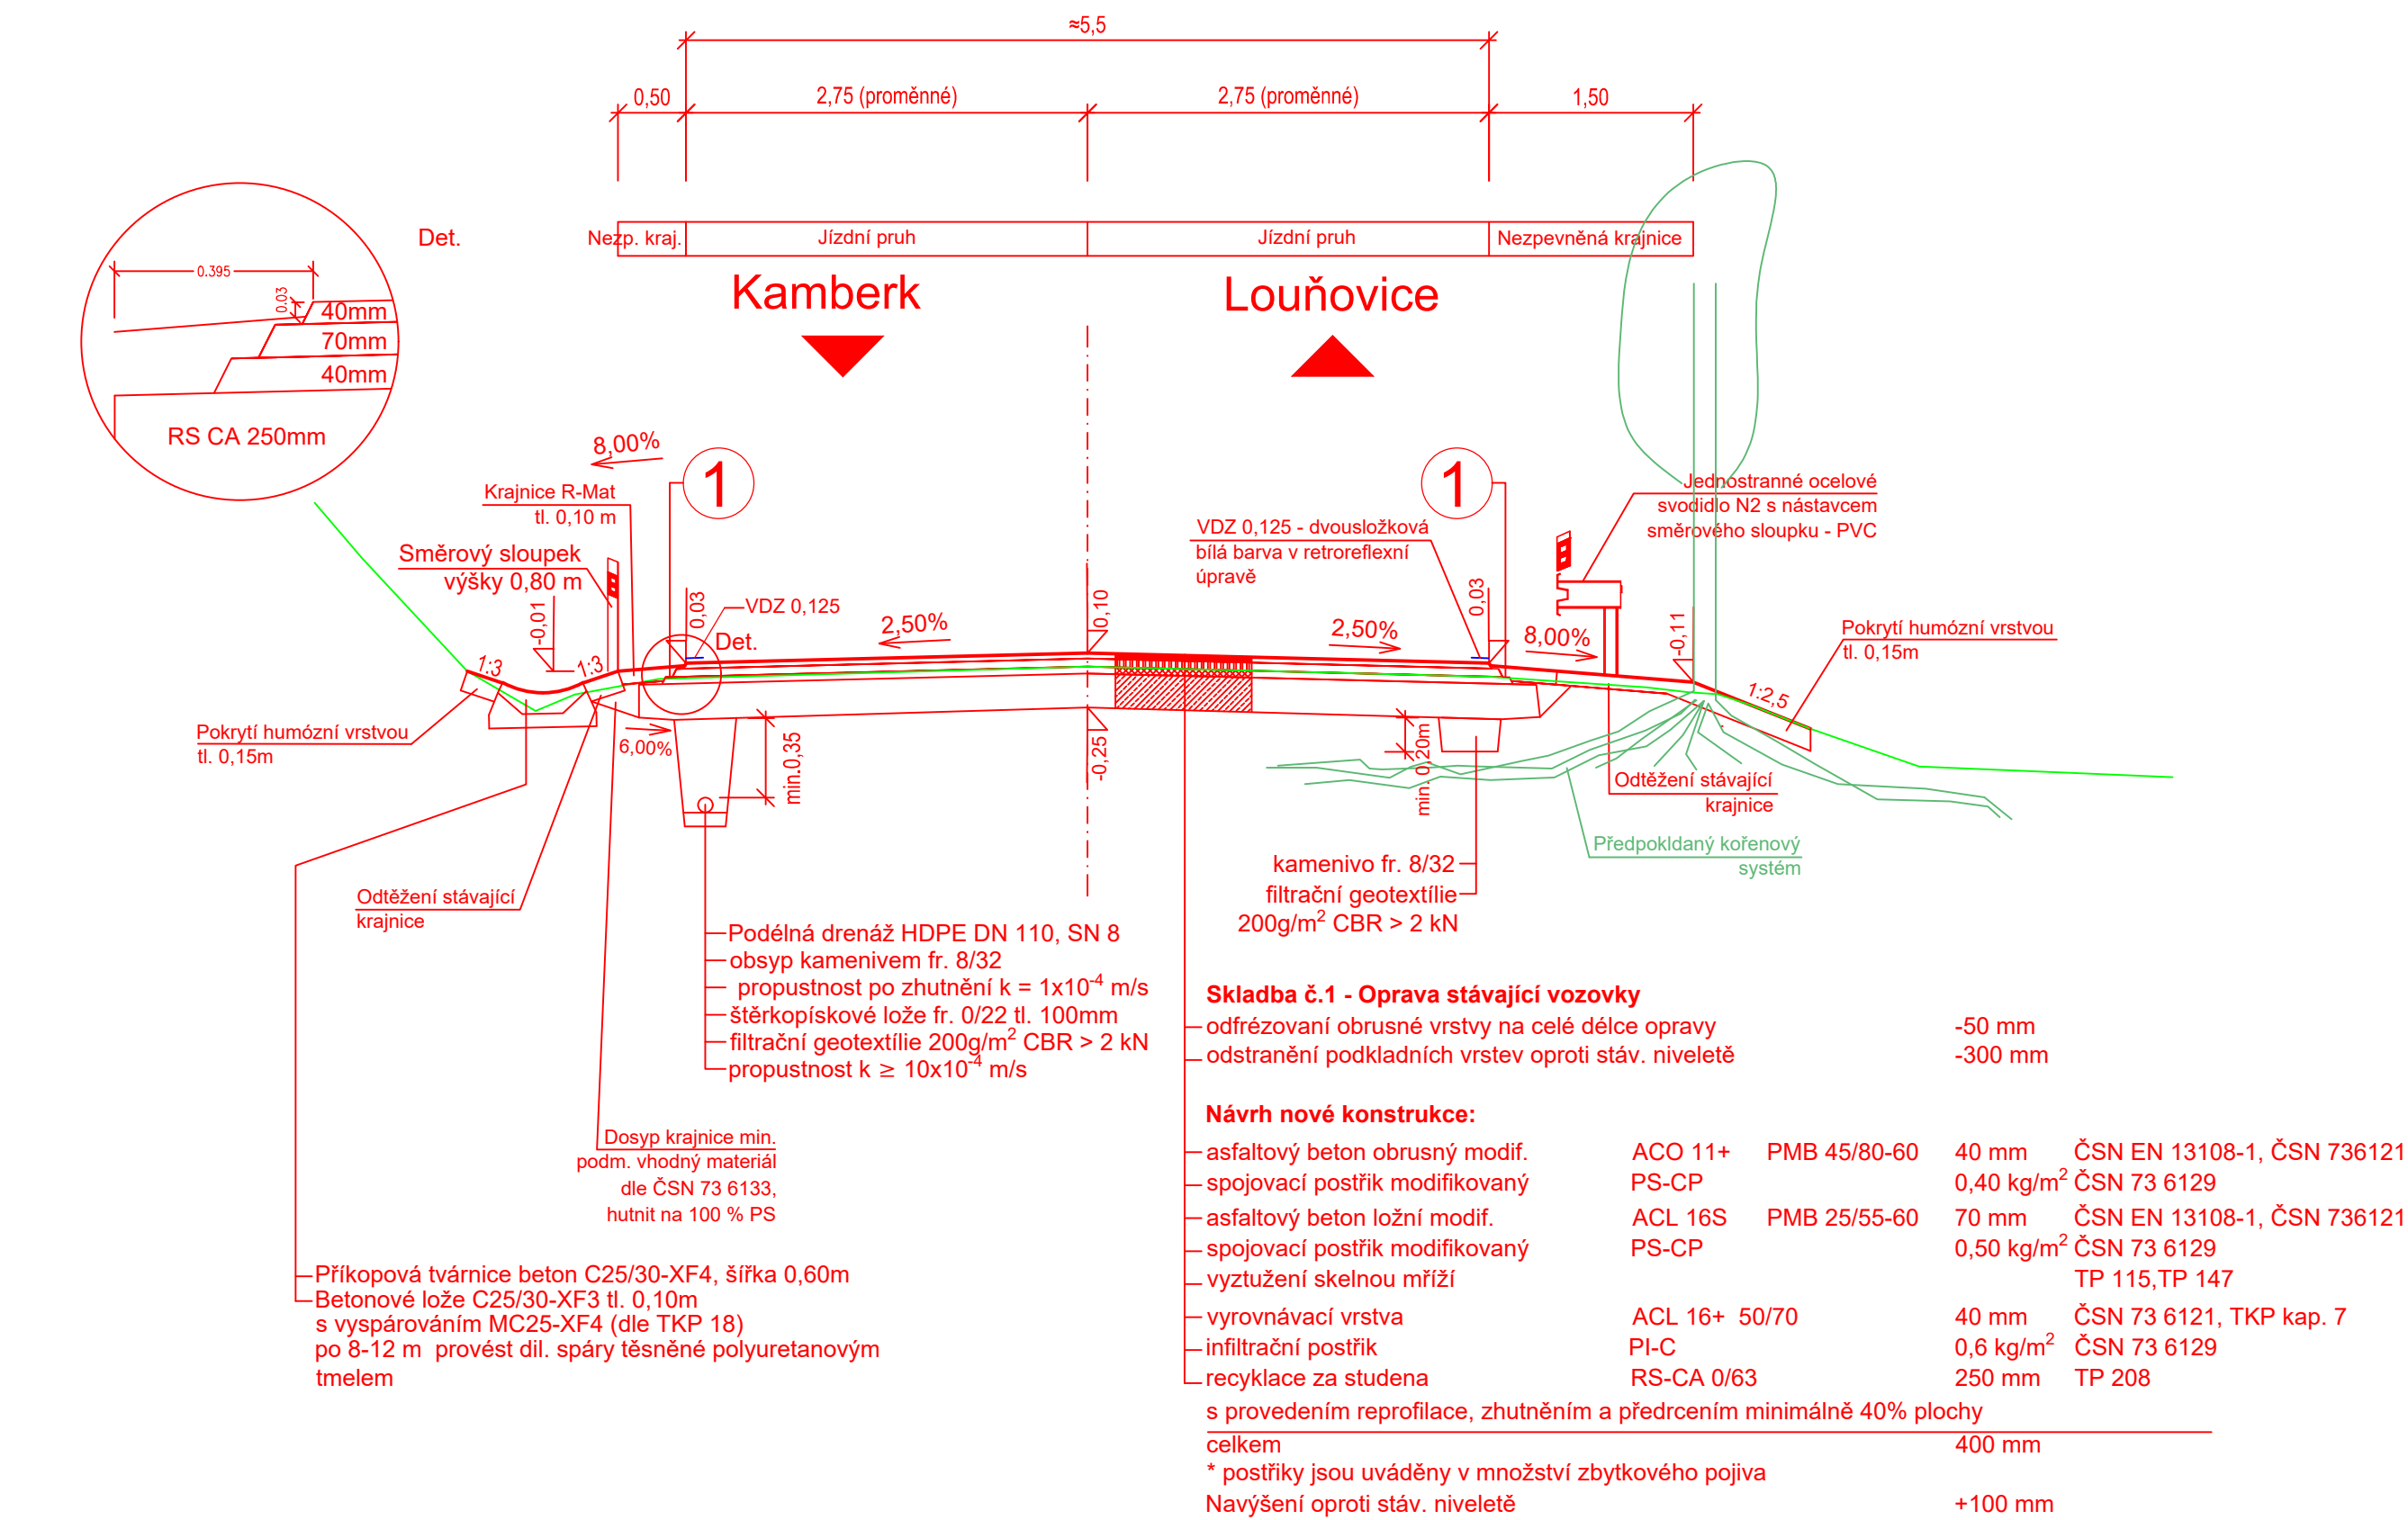 ≈5,5
0,50
2,75 (proměnné)
2,75 (proměnné)
1,50
Nezp. kraj.
Jízdní pruh
Jízdní pruh
Nezpevněná krajnice
Kamberk
Louňovice
Det.
0.395
0.03
40mm
70mm
40mm
RS CA 250mm
8,00%
1
1
Krajnice R-Mat
tl. 0,10 m
Směrový sloupek
výšky 0,80 m
-0,01
1:3
1:3
0,03
VDZ 0,125
Det.
2,50%
0,10
2,50%
VDZ 0,125 - dvousložková
bílá barva v retroreflexní
úpravě
0,03
8,00%
Jednostranné ocelové
svodidlo N2 s nástavcem
směrového sloupku - PVC
-0,11
1:2,5
Pokrytí humózní vrstvou
tl. 0,15m
Pokrytí humózní vrstvou
tl. 0,15m
6,00%
min.0,35
-0,25
min. 0,20m
Odtěžení stávající
krajnice
Předpokldaný kořenový
systém
Odtěžení stávající
krajnice
kamenivo fr. 8/32
filtrační geotextílie
200g/m² CBR > 2 kN
Podélná drenáž HDPE DN 110, SN 8
obsyp kamenivem fr. 8/32
propustnost po zhutnění k = 1x10⁻⁴ m/s
štěrkopískové lože fr. 0/22 tl. 100mm
filtrační geotextílie 200g/m² CBR > 2 kN
propustnost k ≥ 10x10⁻⁴ m/s
Dosyp krajnice min.
podm. vhodný materiál
dle ČSN 73 6133,
hutnit na 100 % PS
Příkopová tvárnice beton C25/30-XF4, šířka 0,60m
Betonové lože C25/30-XF3 tl. 0,10m
s vyspárováním MC25-XF4 (dle TKP 18)
po 8-12 m provést dil. spáry těsněné polyuretanovým
tmelem
Skladba č.1 - Oprava stávající vozovky
odfrézovaní obrusné vrstvy na celé délce opravy -50 mm
odstranění podkladních vrstev oproti stáv. niveletě -300 mm
Návrh nové konstrukce:
asfaltový beton obrusný modif. ACO 11+ PMB 45/80-60 40 mm ČSN EN 13108-1, ČSN 736121
spojovací postřik modifikovaný PS-CP 0,40 kg/m² ČSN 73 6129
asfaltový beton ložní modif. ACL 16S PMB 25/55-60 70 mm ČSN EN 13108-1, ČSN 736121
spojovací postřik modifikovaný PS-CP 0,50 kg/m² ČSN 73 6129
vyztužení skelnou mříží TP 115,TP 147
vyrovnávací vrstva ACL 16+ 50/70 40 mm ČSN 73 6121, TKP kap. 7
infiltrační postřik PI-C 0,6 kg/m² ČSN 73 6129
recyklace za studena RS-CA 0/63 250 mm TP 208
s provedením reprofilace, zhutněním a předrcením minimálně 40% plochy
celkem 400 mm
* postřiky jsou uváděny v množství zbytkového pojiva
Navýšení oproti stáv. niveletě +100 mm